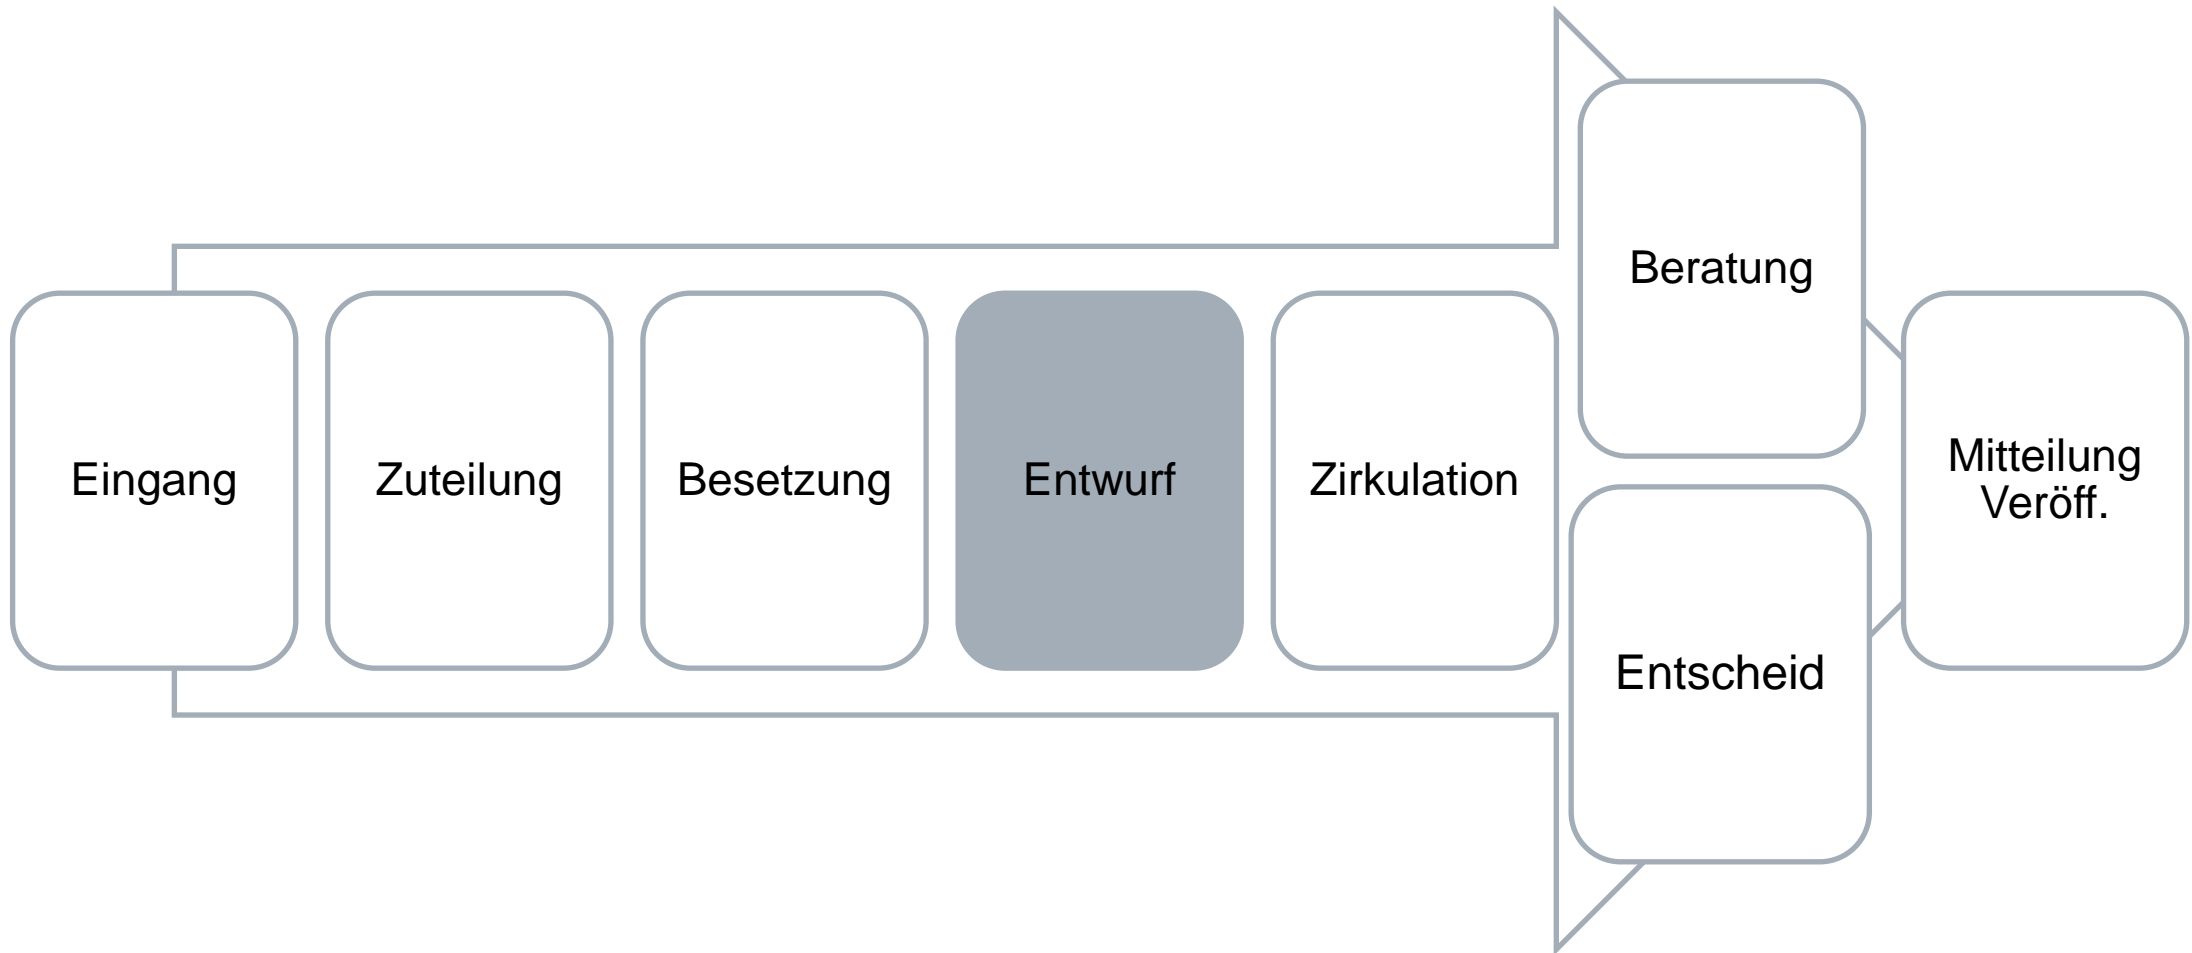 Eingang
Zuteilung
Besetzung
Entwurf
Zirkulation
Beratung
Entscheid
Mitteilung
Veröff.